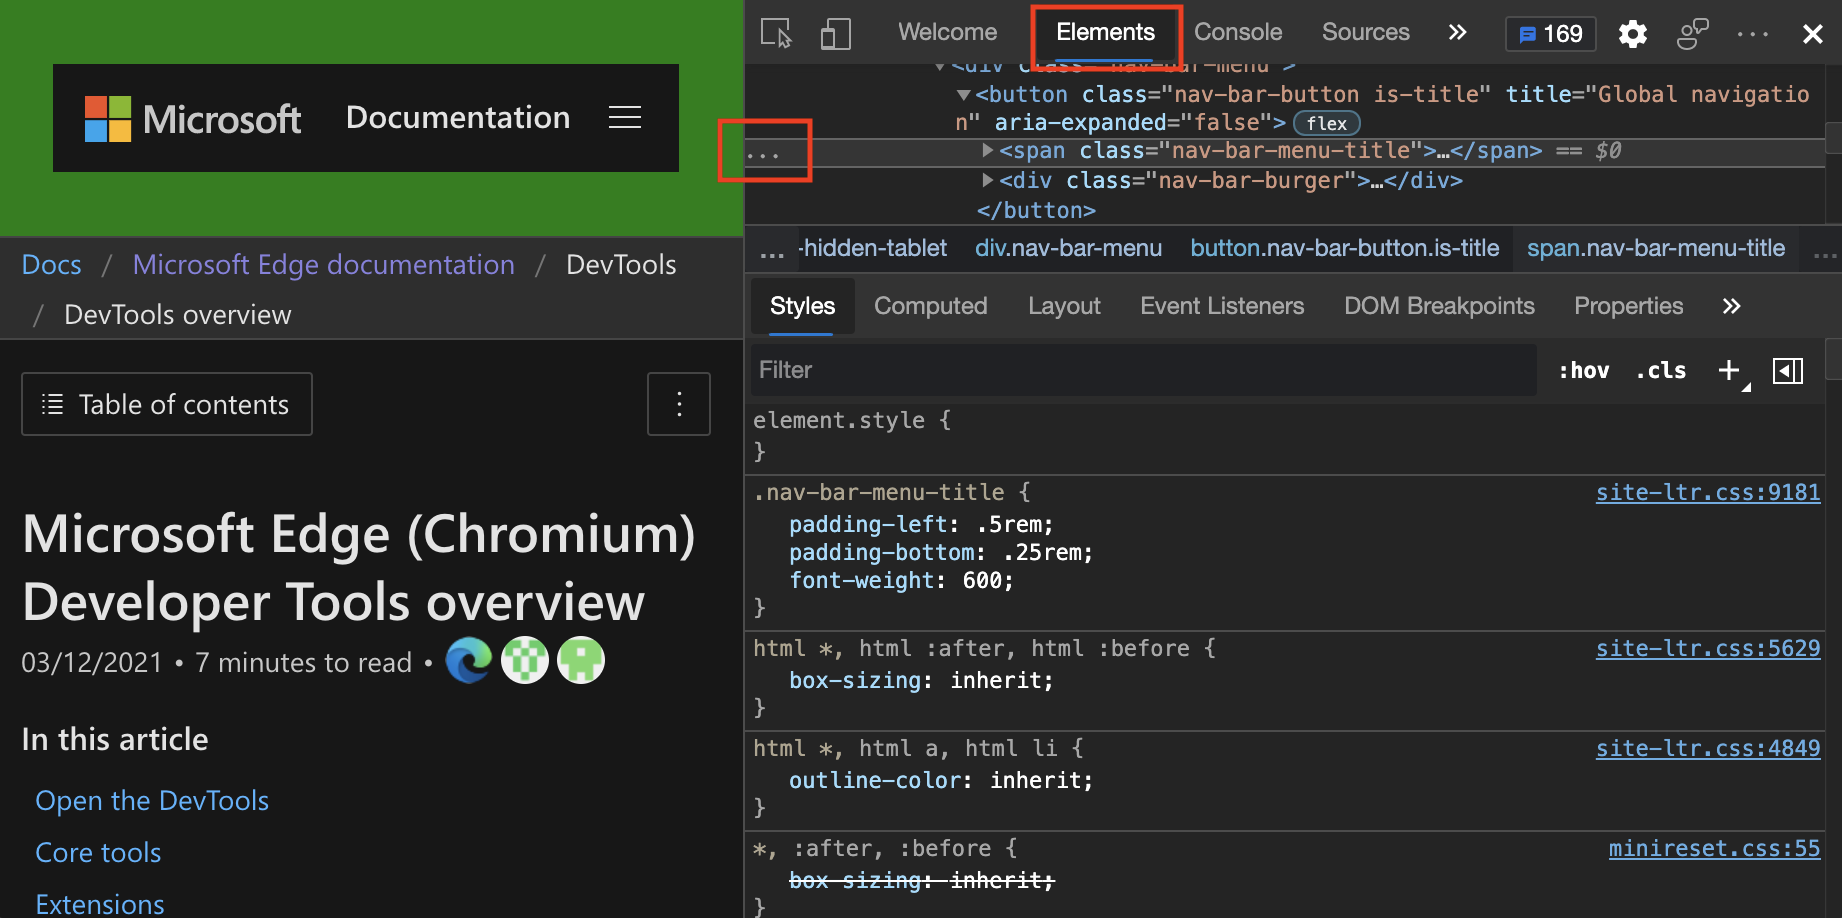 Microsoft Documentation
Docs / Microsoft Edge documentation / DevTools
/ DevTools overview
Table of contents
Microsoft Edge (Chromium)
Developer Tools overview
03/12/2021 • 7 minutes to read •
In this article
Open the DevTools
Core tools
Extensions
Welcome Elements Console Sources » 169 ...
<div class="nav-bar-menu">
<button class="nav-bar-button is-title" title="Global navigatio
n" aria-expanded="false"> flex
... <span class="nav-bar-menu-title">…</span> == $0
<div class="nav-bar-burger">…</div>
</button>
... -hidden-tablet div.nav-bar-menu button.nav-bar-button.is-title span.nav-bar-menu-title ...
Styles Computed Layout Event Listeners DOM Breakpoints Properties »
Filter :hov .cls +
element.style {
}
.nav-bar-menu-title { site-ltr.css:9181
padding-left: .5rem;
padding-bottom: .25rem;
font-weight: 600;
}
html *, html :after, html :before { site-ltr.css:5629
box-sizing: inherit;
}
html *, html a, html li { site-ltr.css:4849
outline-color: inherit;
}
*, :after, :before { minireset.css:55
box-sizing: inherit;
}